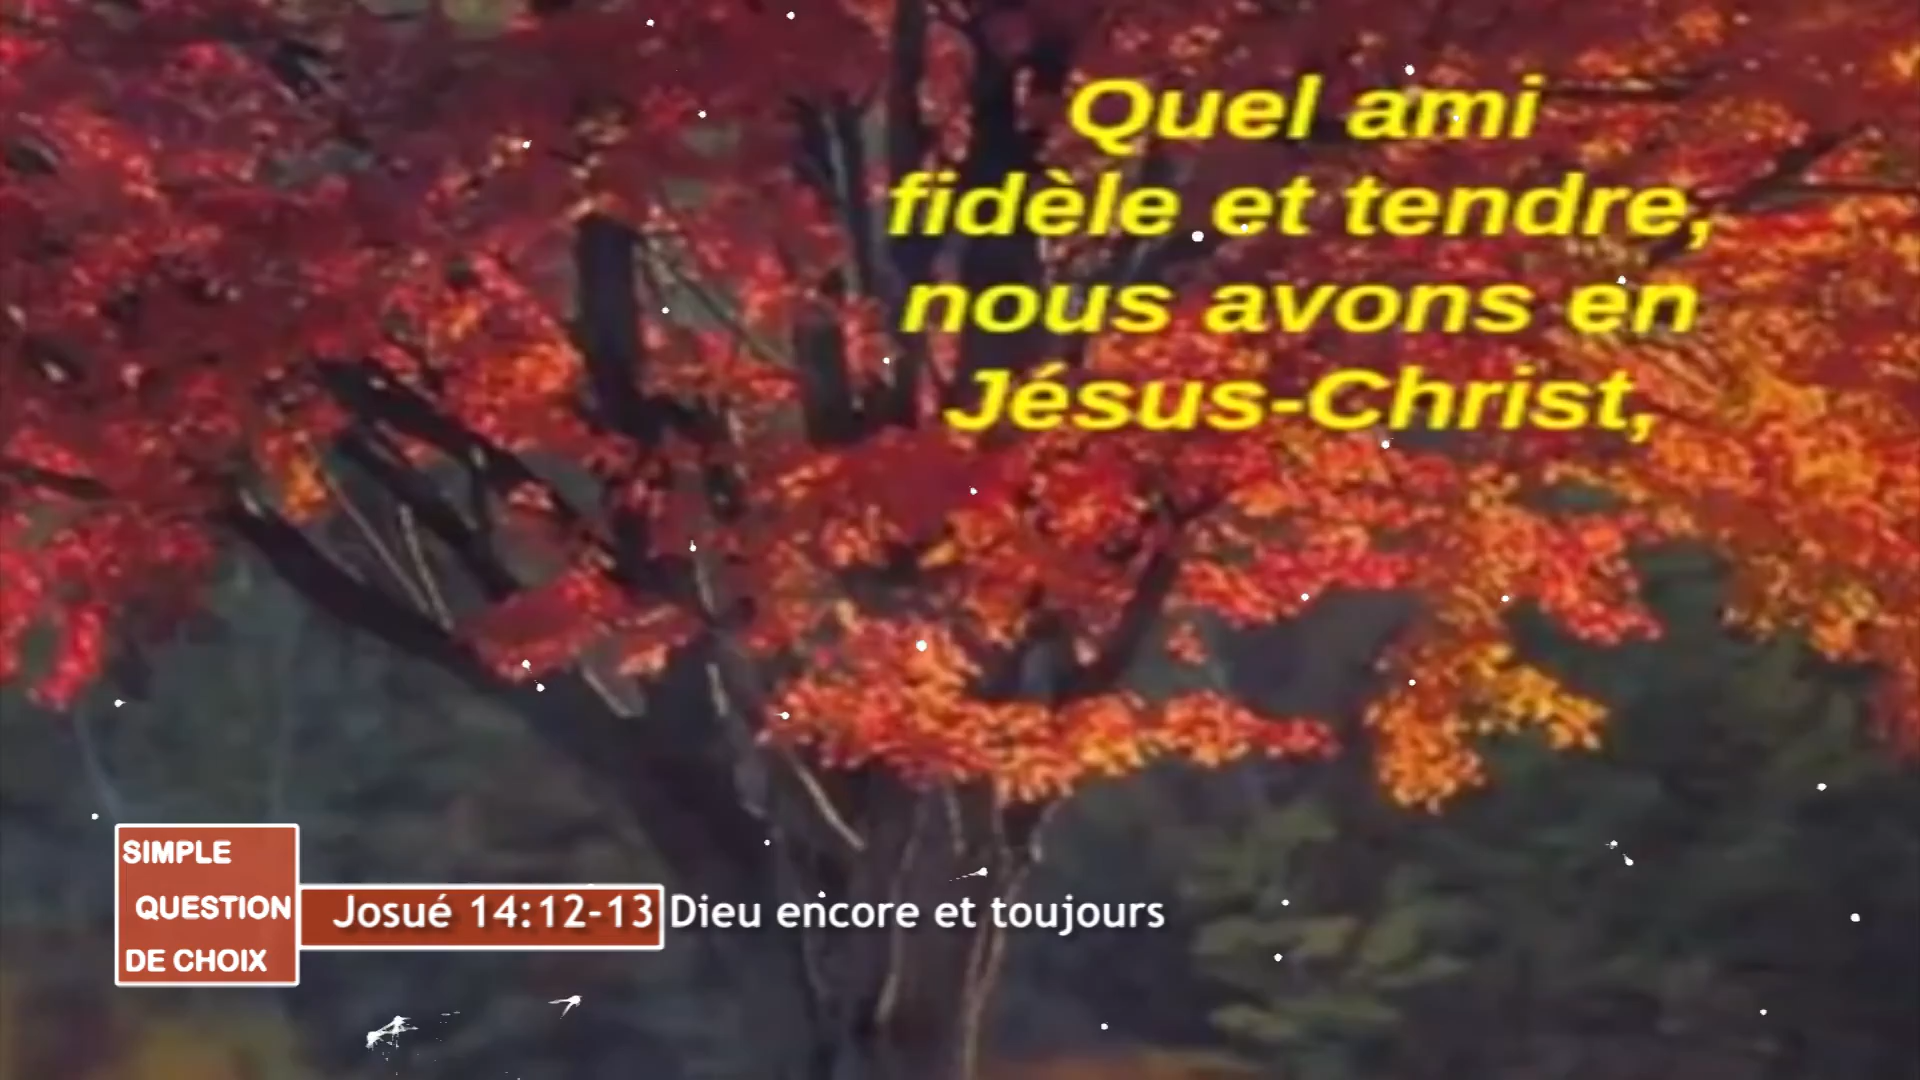 Quel ami
fidèle et tendre,
nous avons en
Jésus-Christ,
SIMPLE
QUESTION
DE CHOIX
Josué 14:12-13 Dieu encore et toujours